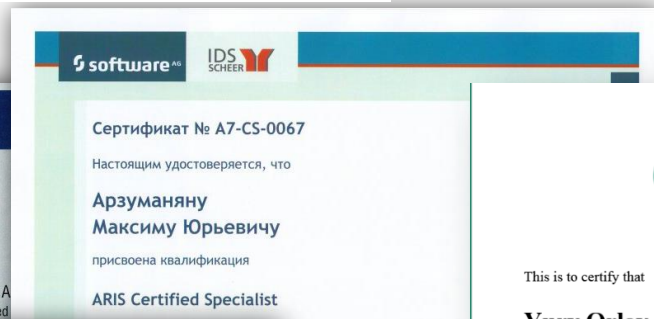 software AG
IDS
SCHEER
Сертификат № A7-CS-0067
Настоящим удостоверяется, что
Арзуманяну
Максиму Юрьевичу
присвоена квалификация
ARIS Certified Specialist
This is to certify that